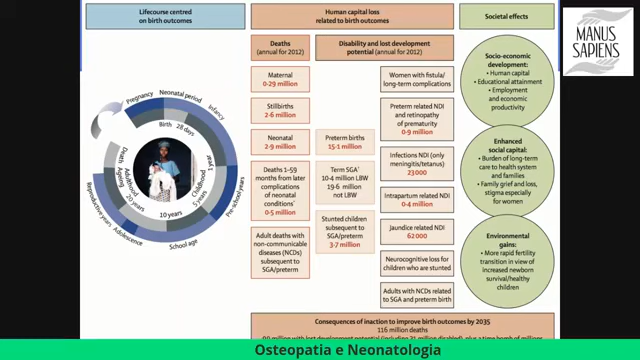 Lifecourse centred
on birth outcomes
Human capital loss
related to birth outcomes
Societal effects
MANUS
SAPIENS
Deaths
(annual for 2012)
Disability and lost development
potential (annual for 2012)
Maternal
0·29 million
Stillbirths
2·6 million
Neonatal
2·9 million
Deaths 1–59
months from later
complications
of neonatal
conditions*
0·5 million
Adult deaths with
non-communicable
diseases (NCDs)
subsequent to
SGA/preterm
Preterm births
15·1 million
Term SGA†
10·4 million LBW
19·6 million
not LBW
Stunted children
subsequent to
SGA/preterm
3·7 million
Women with fistula/
long-term complications
Preterm related NDI
and retinopathy
of prematurity
0·9 million
Infections NDI (only
meningitis/tetanus)
23 000
Intrapartum related NDI
0·4 million
Jaundice related NDI
62 000
Neurocognitive loss for
children who are stunted
Adults with NCDs related
to SGA and preterm birth
Socio-economic
development:
• Human capital
• Educational attainment
• Employment
and economic
productivity
Enhanced
social capital:
• Burden of long-term
care to health system
and families
• Family grief and loss,
stigma especially
for women
Environmental
gains:
• More rapid fertility
transition in view of
increased newborn
survival/healthy
children
Pregnancy
Neonatal period
Infancy
Pre-school years
School age
Adolescence
Reproductive years
Birth
28 days
1 year
Childhood
5 years
10 years
20 years
Adulthood
Ageing
Death
Consequences of inaction to improve birth outcomes by 2035
116 million deaths
Osteopatia e Neonatologia